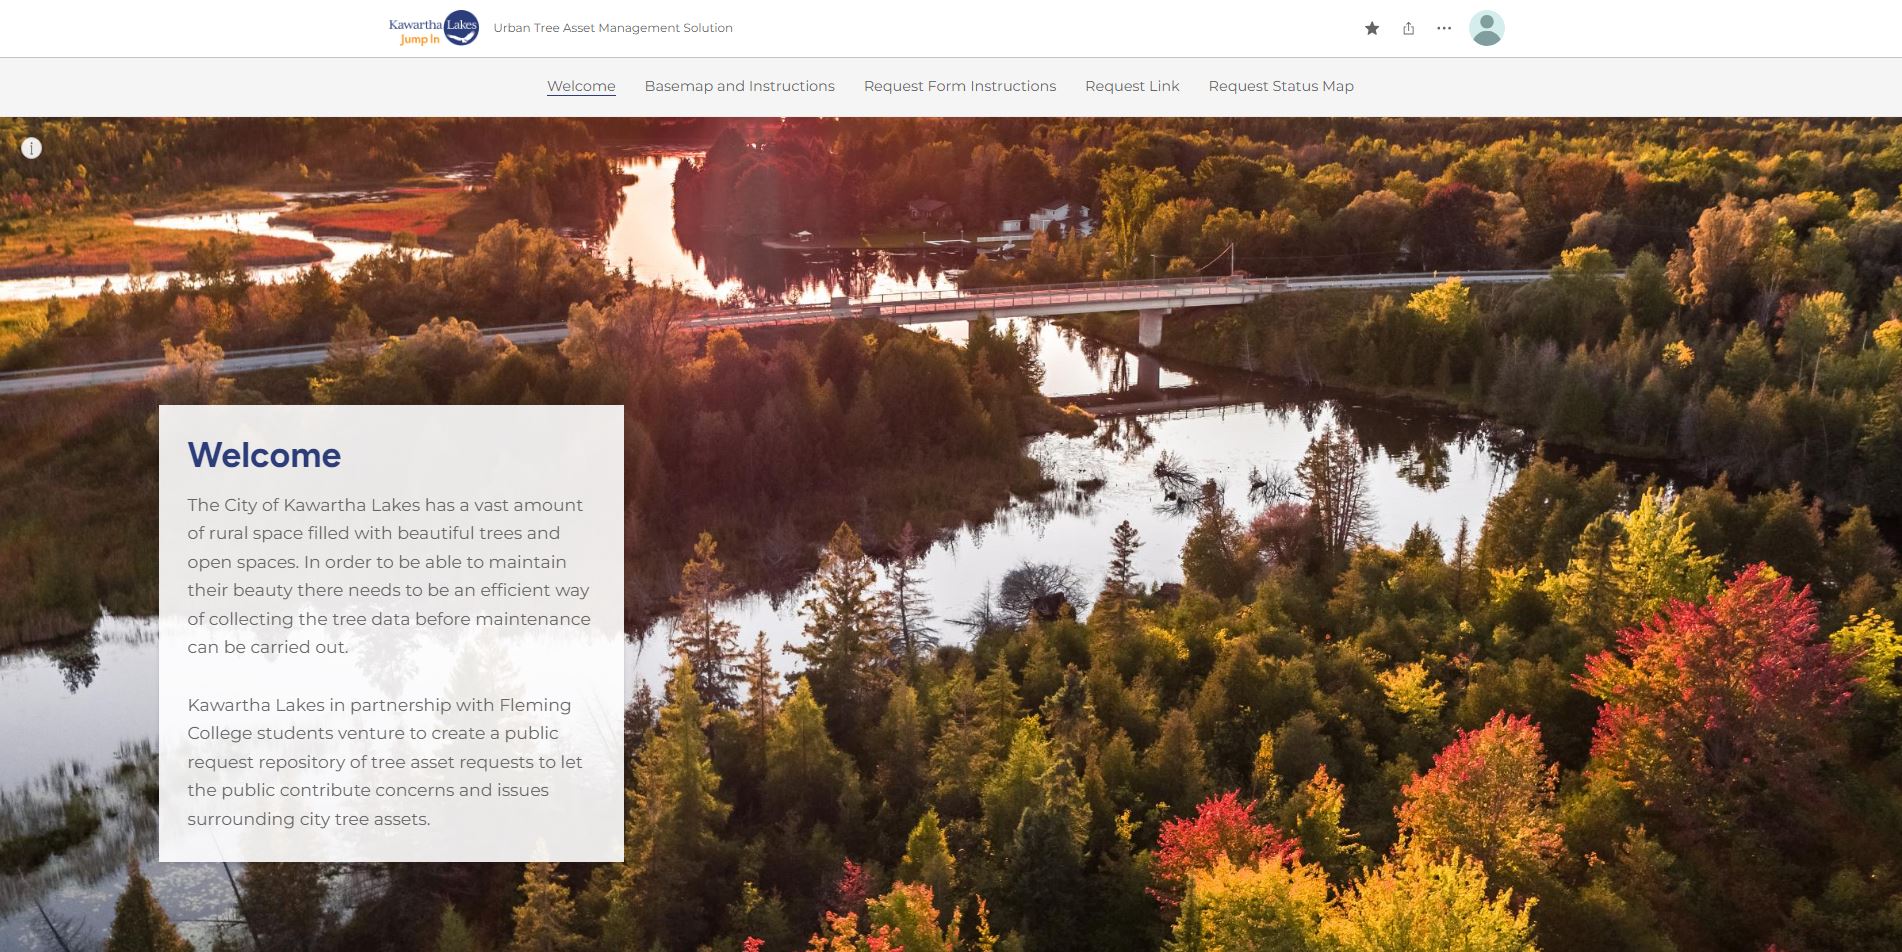 Kawartha Lakes
Jump In
Urban Tree Asset Management Solution
Welcome
Basemap and Instructions
Request Form Instructions
Request Link
Request Status Map
i
Welcome
The City of Kawartha Lakes has a vast amount
of rural space filled with beautiful trees and
open spaces. In order to be able to maintain
their beauty there needs to be an efficient way
of collecting the tree data before maintenance
can be carried out.
Kawartha Lakes in partnership with Fleming
College students venture to create a public
request repository of tree asset requests to let
the public contribute concerns and issues
surrounding city tree assets.